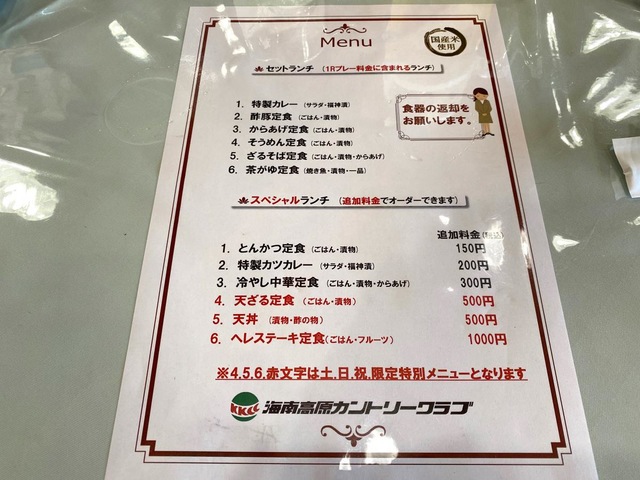 Menu
国産米
使用
セットランチ （1Rプレー料金に含まれるランチ）
1. 特製カレー （サラダ・福神漬）
2. 酢豚定食 （ごはん・漬物）
3. からあげ定食 （ごはん・漬物）
4. そうめん定食 （ごはん・漬物）
5. ざるそば定食 （ごはん・漬物・からあげ）
6. 茶がゆ定食 （焼き魚・漬物・一品）
食器の返却を
お願いします。
スペシャルランチ （追加料金でオーダーできます）
追加料金（税込）
1. とんかつ定食 （ごはん・漬物） 150円
2. 特製カツカレー （サラダ・福神漬） 200円
3. 冷やし中華定食 （ごはん・漬物・からあげ） 300円
4. 天ざる定食 （ごはん・漬物） 500円
5. 天丼 （漬物・酢の物） 500円
6. ヘレステーキ定食（ごはん・フルーツ） 1000円
※4.5.6.赤文字は土.日.祝.限定特別メニューとなります
KKCC 海南高原カントリークラブ